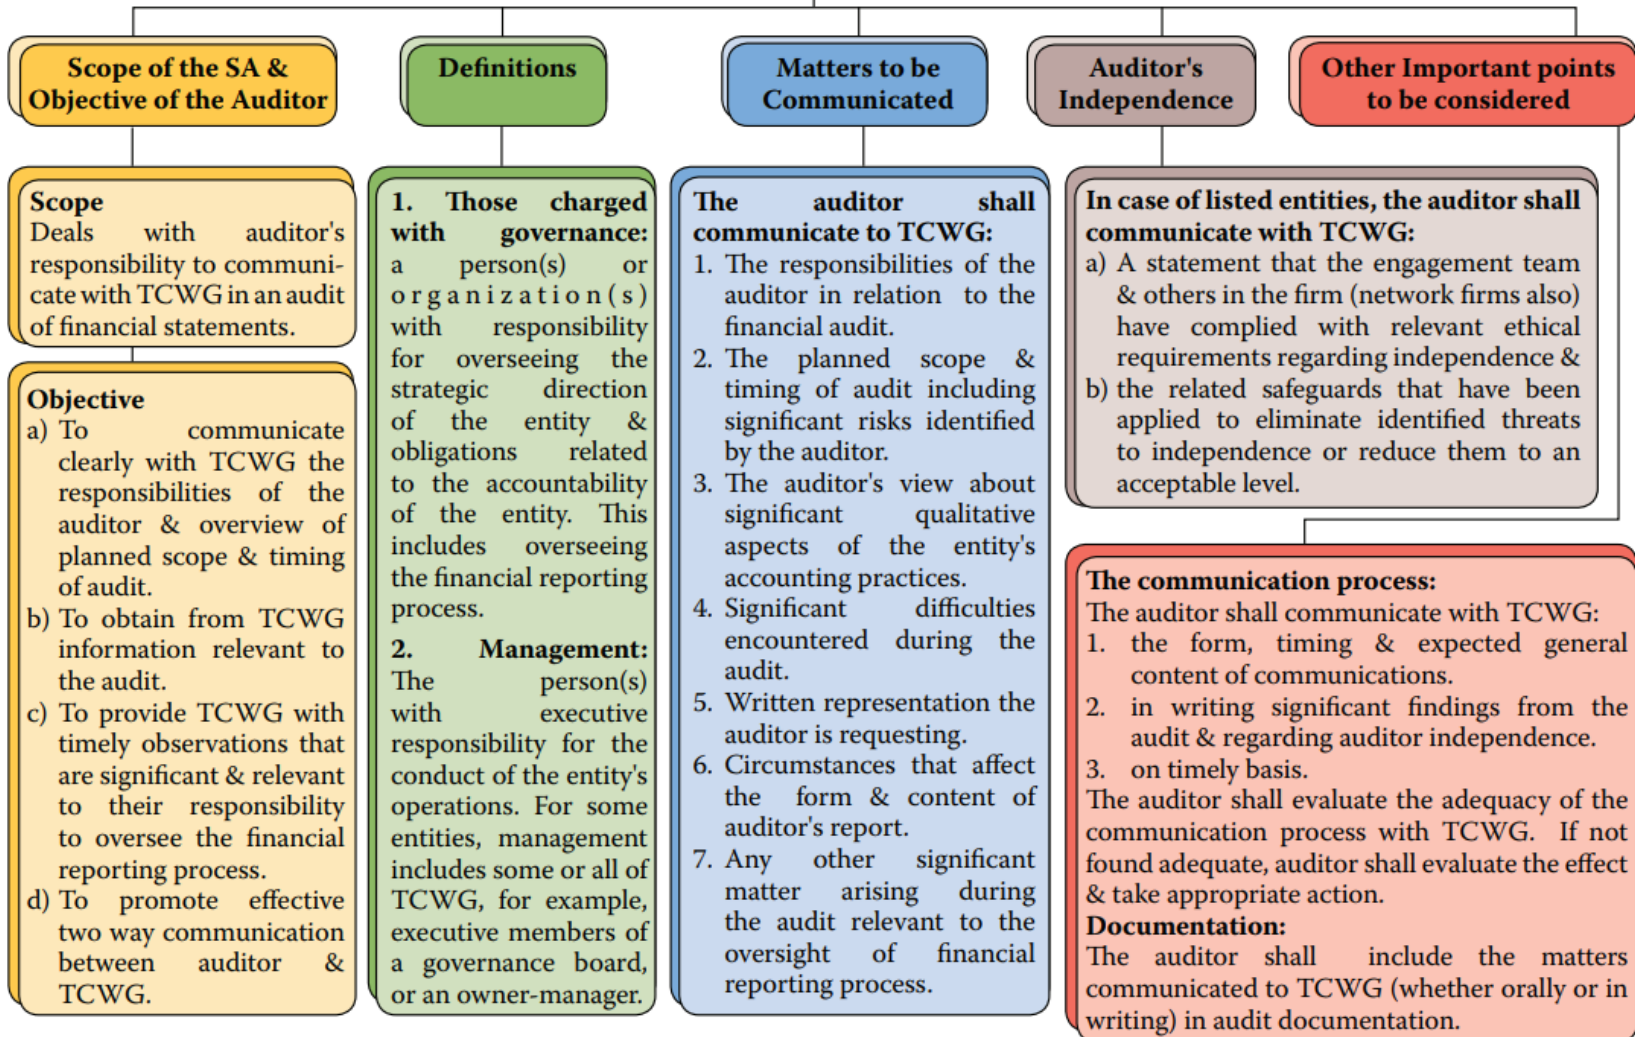 Scope of the SA &
Objective of the Auditor
Definitions
Matters to be
Communicated
Auditor's
Independence
Other Important points
to be considered
Scope
Deals with auditor's
responsibility to communi-
cate with TCWG in an audit
of financial statements.
Objective
a) To communicate
clearly with TCWG the
responsibilities of the
auditor & overview of
planned scope & timing
of audit.
b) To obtain from TCWG
information relevant to
the audit.
c) To provide TCWG with
timely observations that
are significant & relevant
to their responsibility
to oversee the financial
reporting process.
d) To promote effective
two way communication
between auditor &
TCWG.
1. Those charged
with governance:
a person(s) or
organization(s)
with responsibility
for overseeing the
strategic direction
of the entity &
obligations related
to the accountability
of the entity. This
includes overseeing
the financial reporting
process.
2. Management:
The person(s)
with executive
responsibility for the
conduct of the entity's
operations. For some
entities, management
includes some or all of
TCWG, for example,
executive members of
a governance board,
or an owner-manager.
The auditor shall
communicate to TCWG:
1. The responsibilities of the
auditor in relation to the
financial audit.
2. The planned scope &
timing of audit including
significant risks identified
by the auditor.
3. The auditor's view about
significant qualitative
aspects of the entity's
accounting practices.
4. Significant difficulties
encountered during the
audit.
5. Written representation the
auditor is requesting.
6. Circumstances that affect
the form & content of
auditor's report.
7. Any other significant
matter arising during
the audit relevant to the
oversight of financial
reporting process.
In case of listed entities, the auditor shall
communicate with TCWG:
a) A statement that the engagement team
& others in the firm (network firms also)
have complied with relevant ethical
requirements regarding independence &
b) the related safeguards that have been
applied to eliminate identified threats
to independence or reduce them to an
acceptable level.
The communication process:
The auditor shall communicate with TCWG:
1. the form, timing & expected general
content of communications.
2. in writing significant findings from the
audit & regarding auditor independence.
3. on timely basis.
The auditor shall evaluate the adequacy of the
communication process with TCWG. If not
found adequate, auditor shall evaluate the effect
& take appropriate action.
Documentation:
The auditor shall include the matters
communicated to TCWG (whether orally or in
writing) in audit documentation.